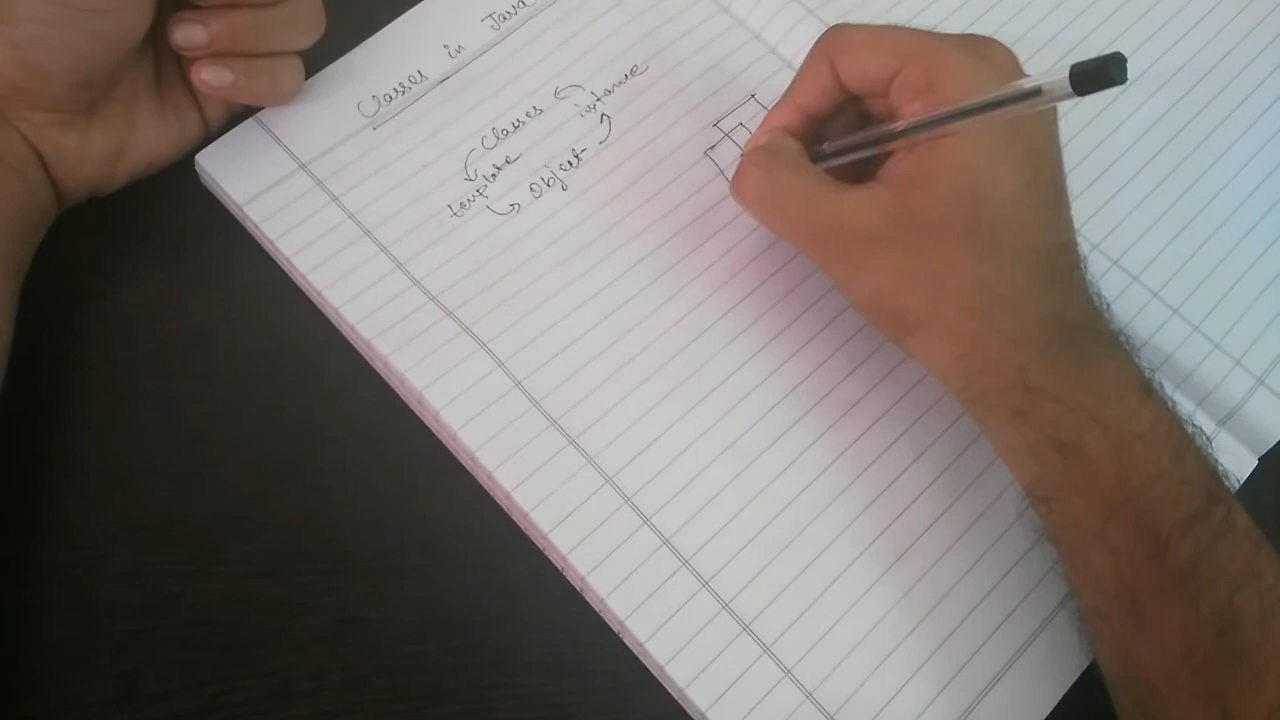 Classes in Java
Classes
instance
template
Object